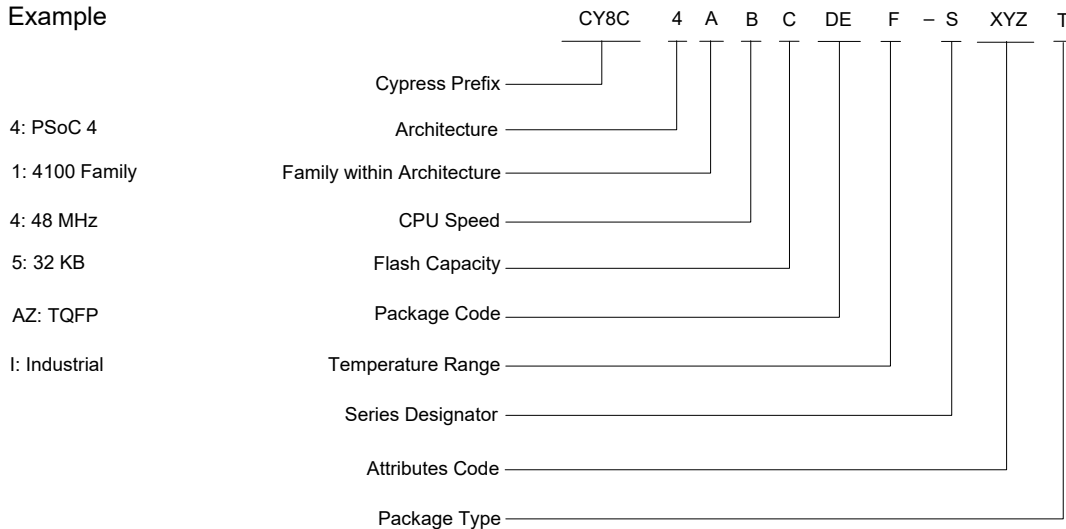 Example CY8C 4 A B C DE F – S XYZ T
Cypress Prefix
4: PSoC 4 Architecture
1: 4100 Family Family within Architecture
4: 48 MHz CPU Speed
5: 32 KB Flash Capacity
AZ: TQFP Package Code
I: Industrial Temperature Range
Series Designator
Attributes Code
Package Type